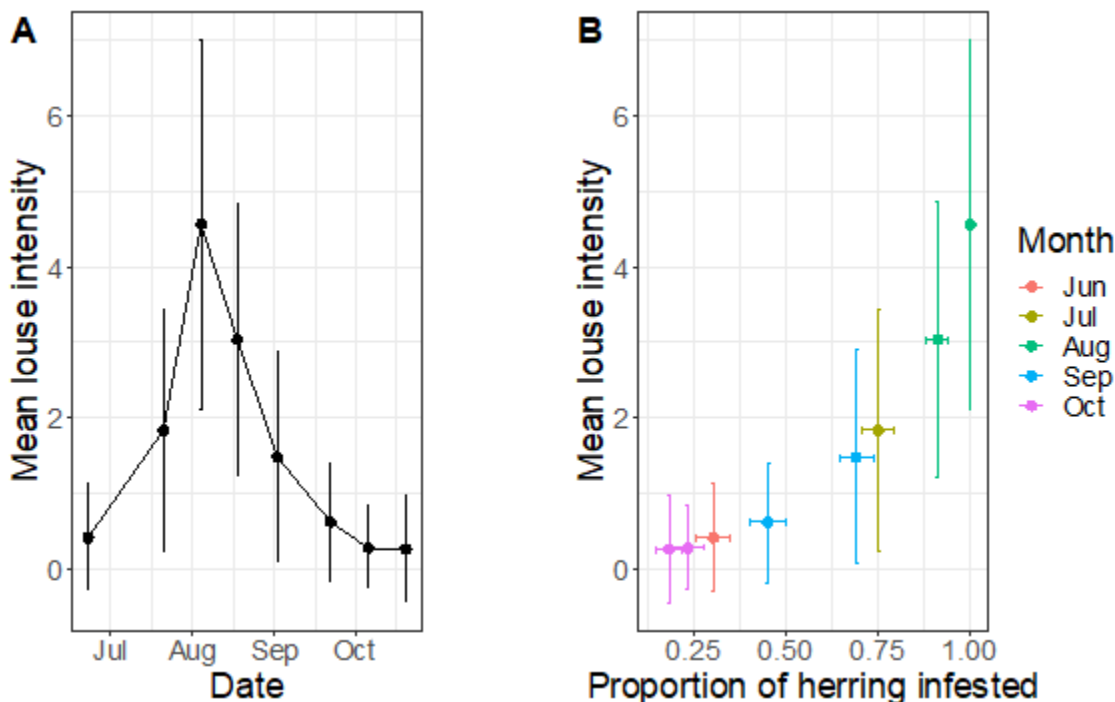 A
Mean louse intensity
6
4
2
0
Jul Aug Sep Oct
Date
B
Mean louse intensity
6
4
2
0
0.25 0.50 0.75 1.00
Proportion of herring infested
Month
Jun
Jul
Aug
Sep
Oct